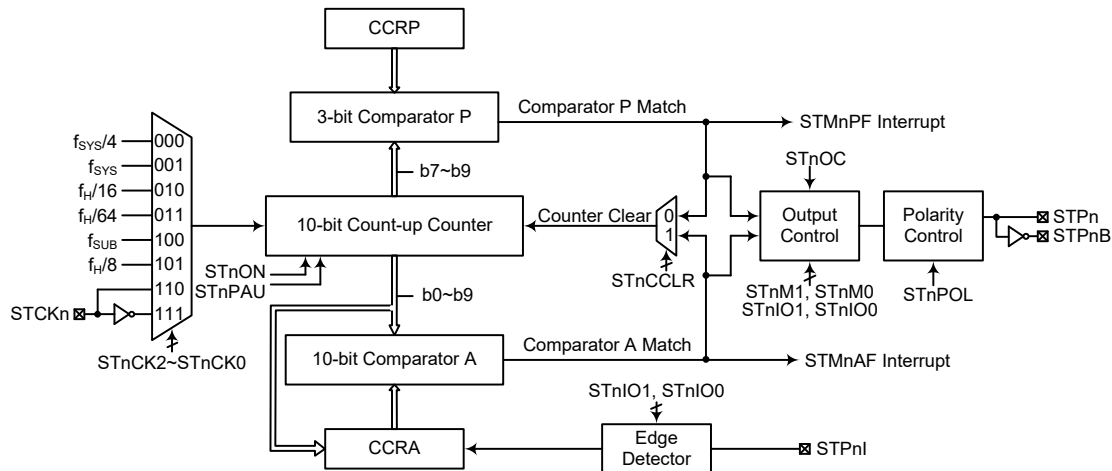 CCRP
3-bit Comparator P
Comparator P Match
STMnPF Interrupt
fSYS/4
000
fSYS
001
fH/16
010
fH/64
011
fSUB
100
fH/8
101
110
111
STCKn
STnCK2~STnCK0
b7~b9
10-bit Count-up Counter
STnON
STnPAU
b0~b9
Counter Clear
0
1
STnCCLR
STnOC
Output
Control
STnM1, STnM0
STnIO1, STnIO0
Polarity
Control
STnPOL
STPn
STPnB
10-bit Comparator A
Comparator A Match
STMnAF Interrupt
STnIO1, STnIO0
CCRA
Edge
Detector
STPnI